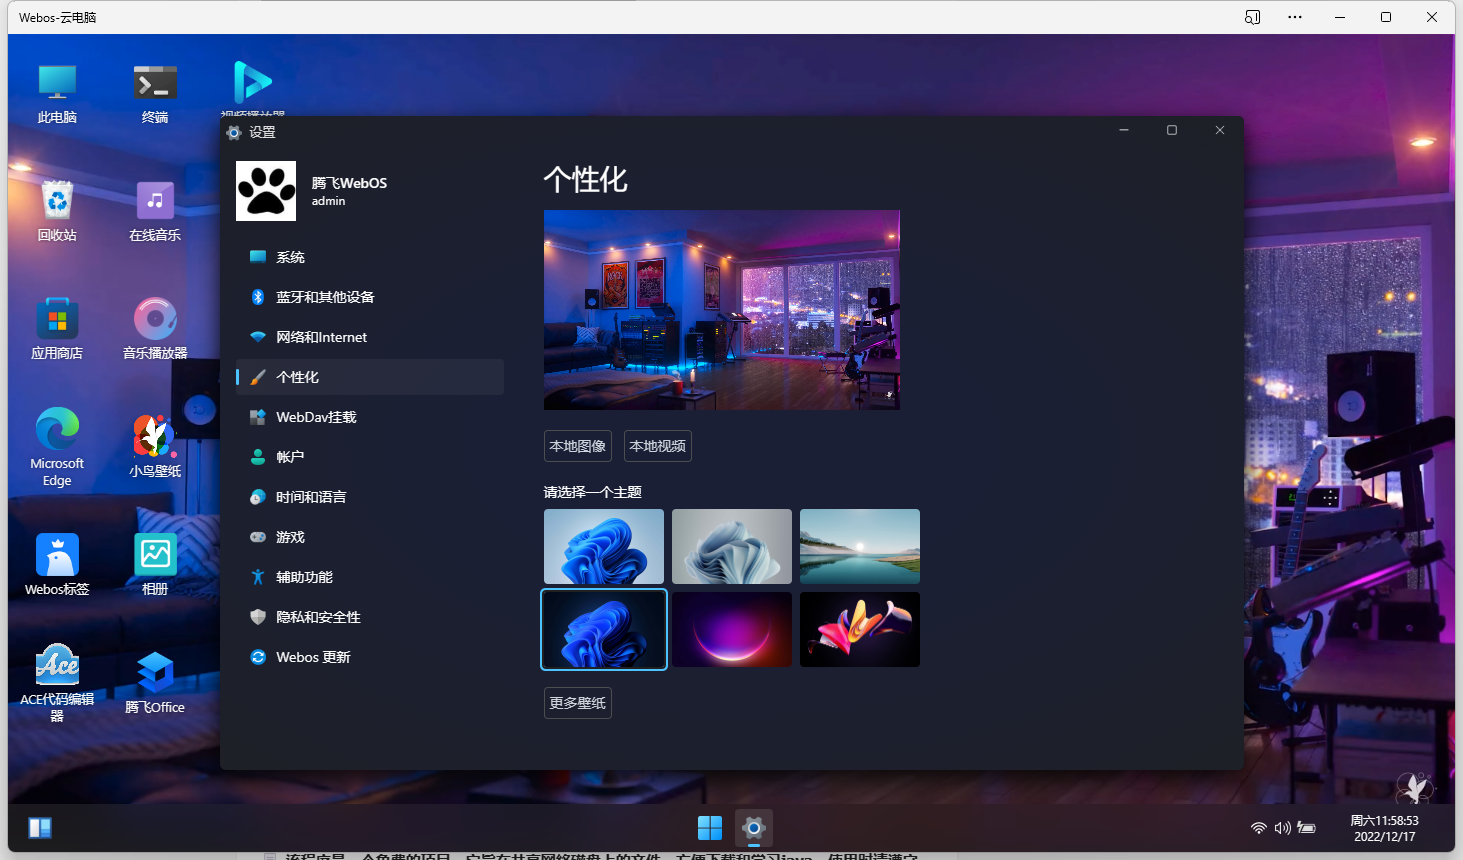 Webos-云电脑
此电脑
终端
视频播放器
设置
腾飞WebOS
admin
系统
蓝牙和其他设备
网络和Internet
个性化
WebDav挂载
帐户
时间和语言
游戏
辅助功能
隐私和安全性
Webos 更新
个性化
本地图像
本地视频
请选择一个主题
更多壁纸
回收站
在线音乐
应用商店
音乐播放器
Microsoft
Edge
小鸟壁纸
Webos标签
相册
Ace
ACE代码编辑
器
腾飞Office
周六11:58:53
2022/12/17